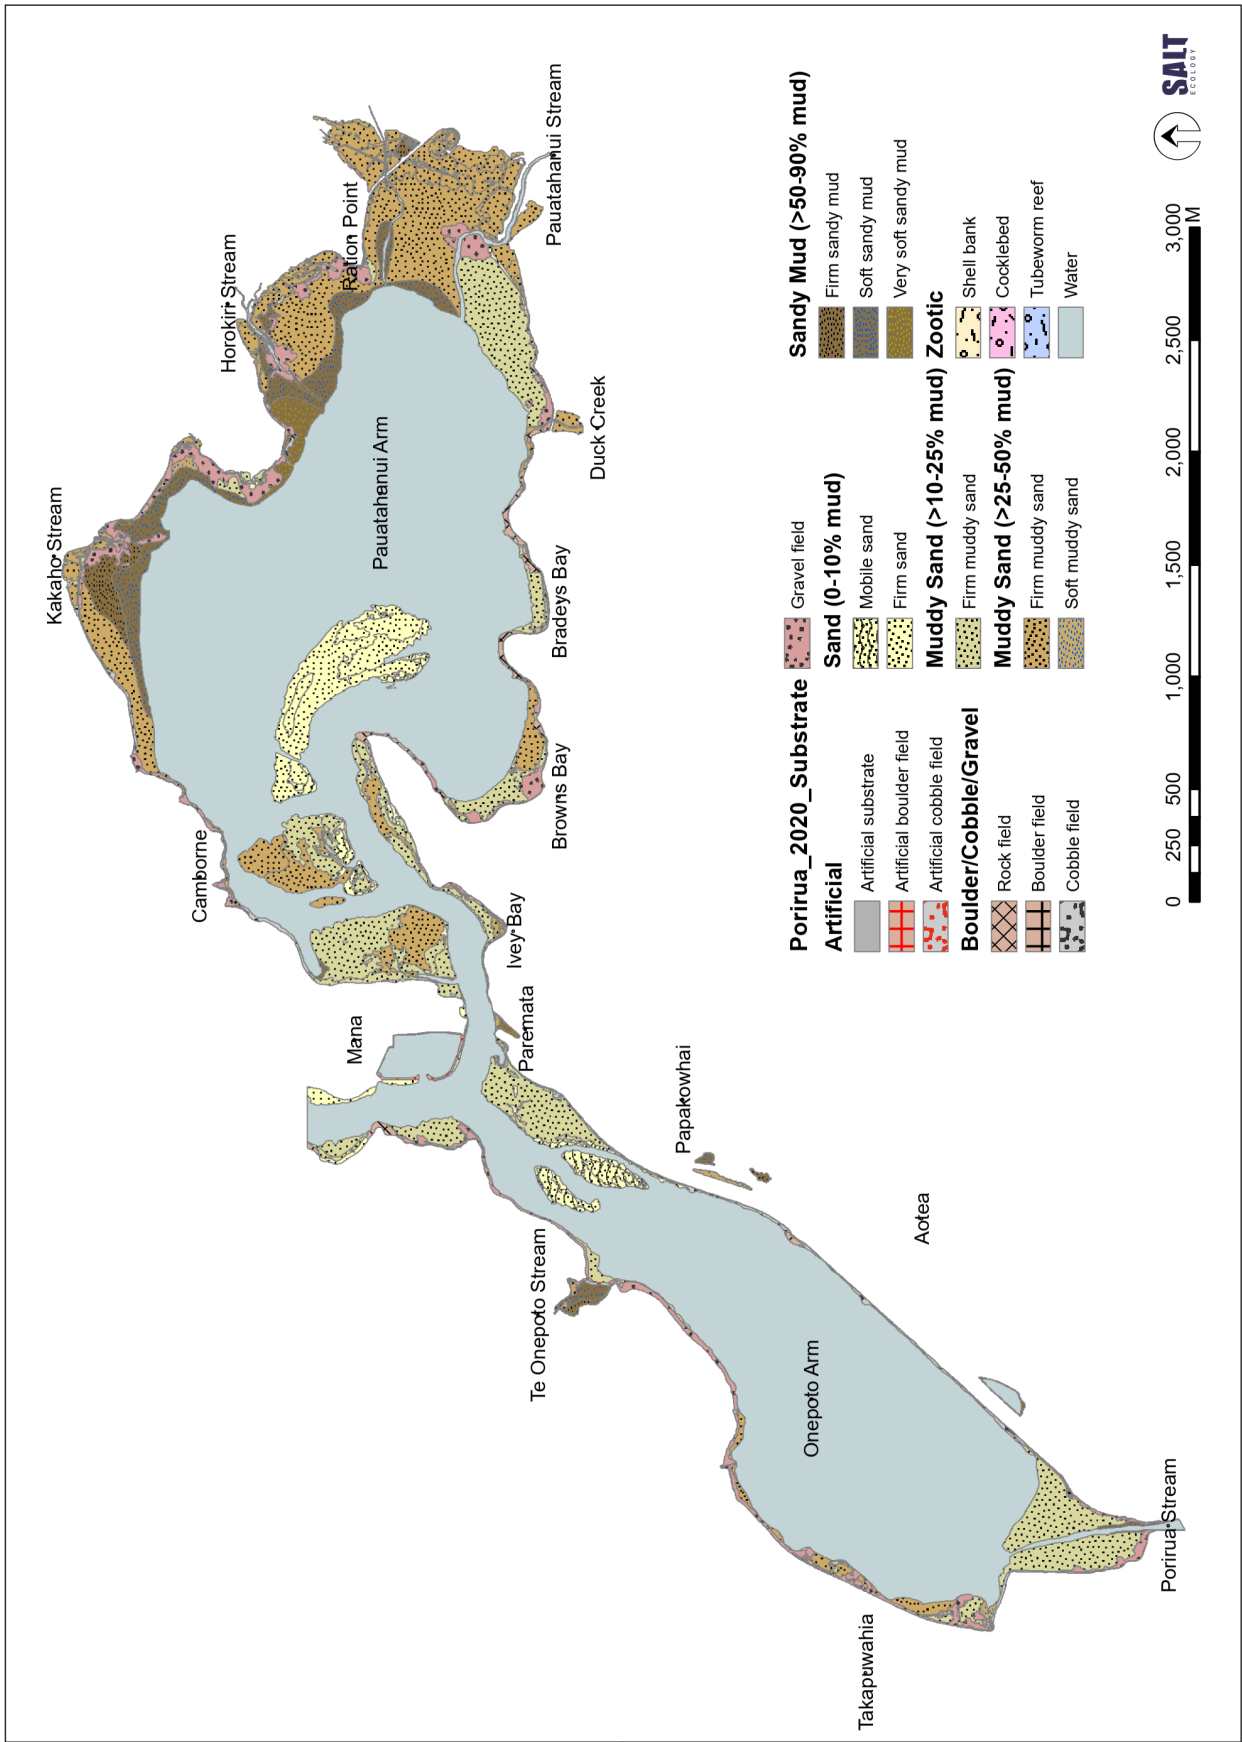 Kakaho Stream
Horokiri Stream
Ration Point
Pauatahanui Stream
Camborne
Pauatahanui Arm
Mana
Duck Creek
Bradeys Bay
Browns Bay
Ivey Bay
Paremata
Te Onepoto Stream
Papakowhai
Onepoto Arm
Aotea
Takapuwahia
Porirua Stream
Porirua_2020_Substrate
Artificial
Artificial substrate
Artificial boulder field
Artificial cobble field
Boulder/Cobble/Gravel
Rock field
Boulder field
Cobble field
Gravel field
Sand (0-10% mud)
Mobile sand
Firm sand
Muddy Sand (>10-25% mud)
Firm muddy sand
Muddy Sand (>25-50% mud)
Firm muddy sand
Soft muddy sand
Sandy Mud (>50-90% mud)
Firm sandy mud
Soft sandy mud
Very soft sandy mud
Zootic
Shell bank
Cocklebed
Tubeworm reef
Water
0 250 500 1,000 1,500 2,000 2,500 3,000
M
SALT
ECOLOGY